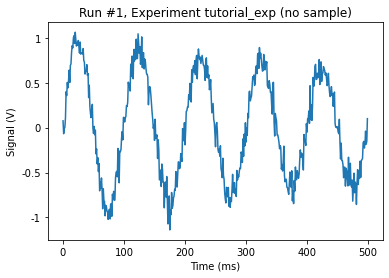 Run #1, Experiment tutorial_exp (no sample)
1
0.5
0
-0.5
-1
Signal (V)
0 100 200 300 400 500
Time (ms)